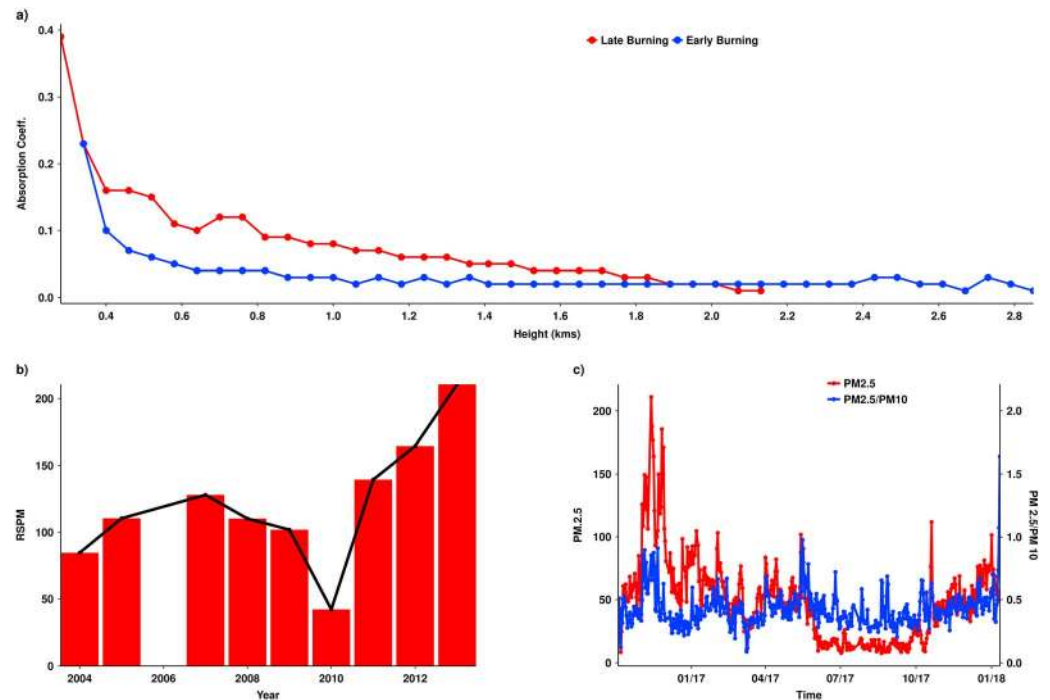 a)
0.4
Late Burning Early Burning
0.3
0.2
0.1
0.0
Absorption Coeff.
0.4 0.6 0.8 1.0 1.2 1.4 1.6 1.8 2.0 2.2 2.4 2.6 2.8
Height (kms)
b)
200
150
100
50
0
RSPM
2004 2006 2008 2010 2012
Year
c)
PM2.5
PM2.5/PM10
200
150
100
50
0
PM.2.5
2.0
1.5
1.0
0.5
0.0
PM 2.5/PM 10
01/17 04/17 07/17 10/17 01/18
Time